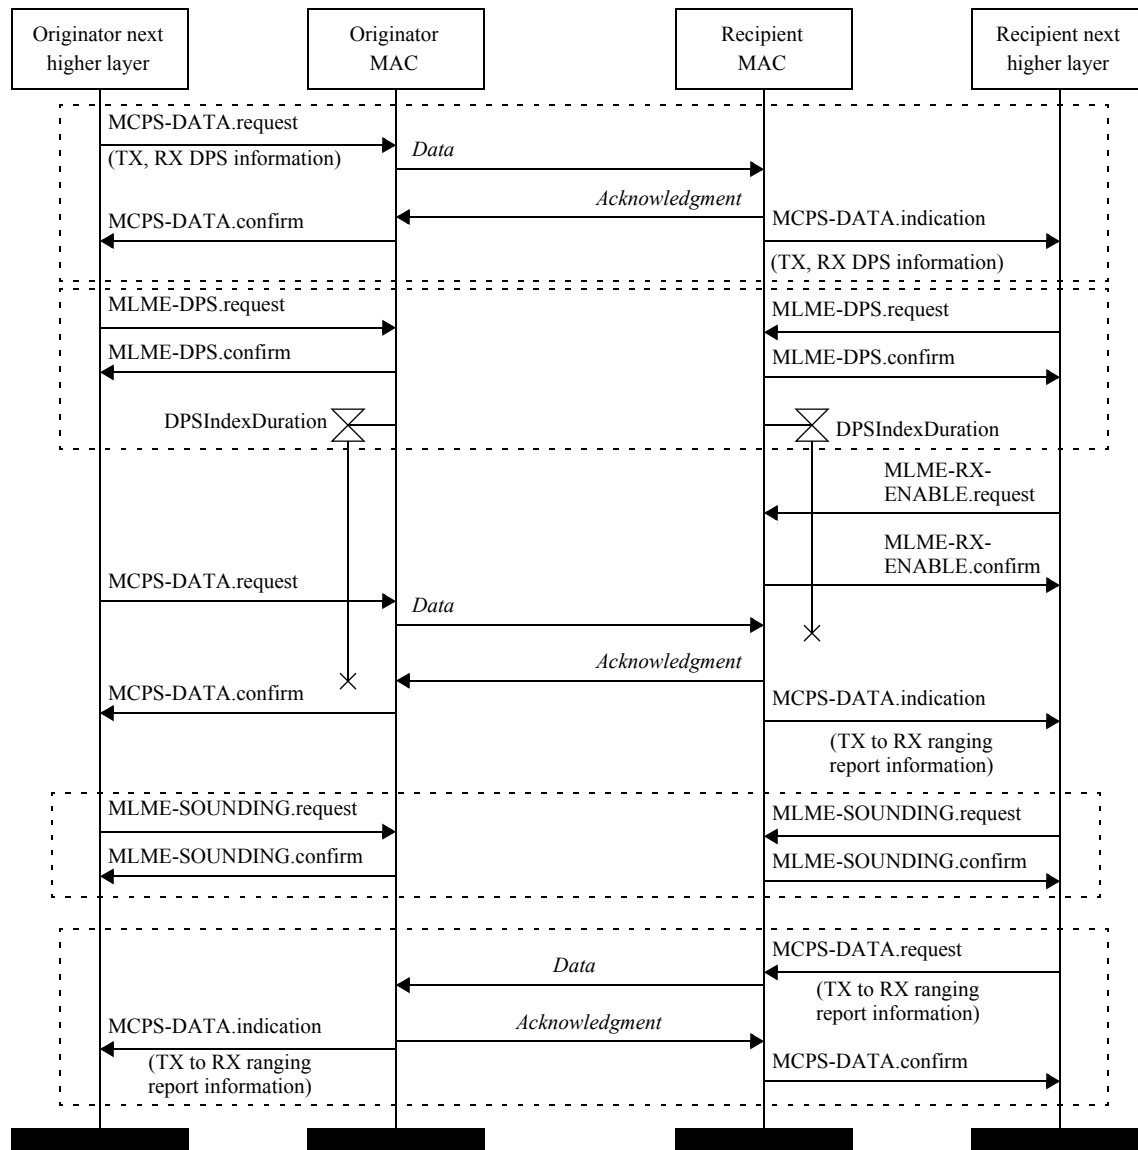 Originator next
higher layer
Originator
MAC
Recipient
MAC
Recipient next
higher layer
MCPS-DATA.request
(TX, RX DPS information)
Data
Acknowledgment
MCPS-DATA.confirm
MCPS-DATA.indication
(TX, RX DPS information)
MLME-DPS.request
MLME-DPS.request
MLME-DPS.confirm
MLME-DPS.confirm
DPSIndexDuration
DPSIndexDuration
MLME-RX-
ENABLE.request
MLME-RX-
ENABLE.confirm
MCPS-DATA.request
Data
Acknowledgment
MCPS-DATA.confirm
MCPS-DATA.indication
(TX to RX ranging
report information)
MLME-SOUNDING.request
MLME-SOUNDING.request
MLME-SOUNDING.confirm
MLME-SOUNDING.confirm
MCPS-DATA.request
Data
(TX to RX ranging
report information)
Acknowledgment
MCPS-DATA.indication
(TX to RX ranging
report information)
MCPS-DATA.confirm